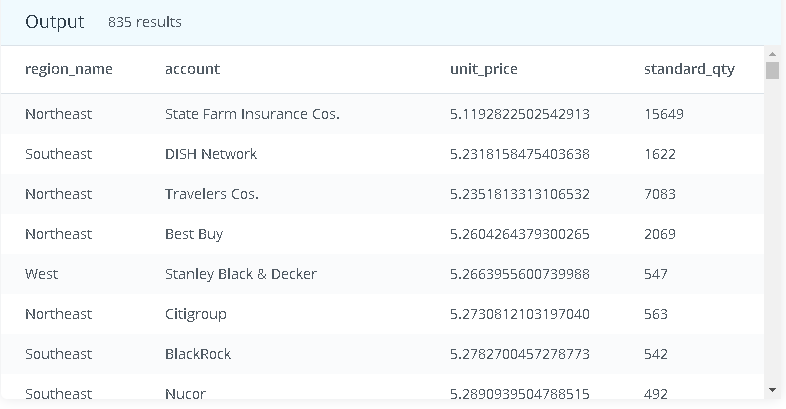 Output 835 results
region_name account unit_price standard_qty
Northeast State Farm Insurance Cos. 5.1192822502542913 15649
Southeast DISH Network 5.2318158475403638 1622
Northeast Travelers Cos. 5.2351813313106532 7083
Northeast Best Buy 5.2604264379300265 2069
West Stanley Black & Decker 5.2663955600739988 547
Northeast Citigroup 5.2730812103197040 563
Southeast BlackRock 5.2782700457278773 542
Southeast Nucor 5.2890939504788515 492